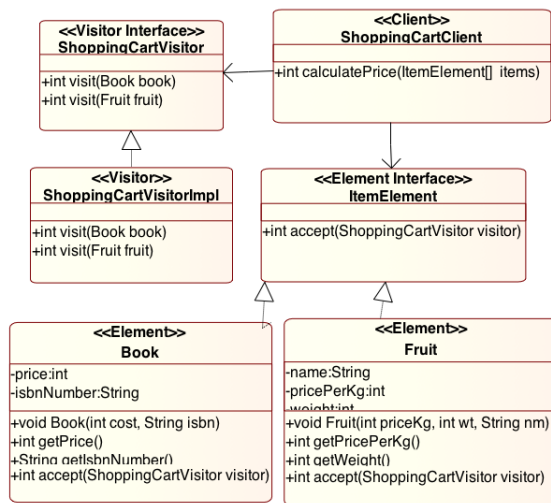 <<Visitor Interface>>
ShoppingCartVisitor
+int visit(Book book)
+int visit(Fruit fruit)
<<Client>>
ShoppingCartClient
+int calculatePrice(ItemElement[] items)
<<Visitor>>
ShoppingCartVisitorImpl
+int visit(Book book)
+int visit(Fruit fruit)
<<Element Interface>>
ItemElement
+int accept(ShoppingCartVisitor visitor)
<<Element>>
Book
-price:int
-isbnNumber:String
+void Book(int cost, String isbn)
+int getPrice()
+String getIsbnNumber()
+int accept(ShoppingCartVisitor visitor)
<<Element>>
Fruit
-name:String
-pricePerKg:int
-weight:int
+void Fruit(int priceKg, int wt, String nm)
+int getPricePerKg()
+int getWeight()
+int accept(ShoppingCartVisitor visitor)